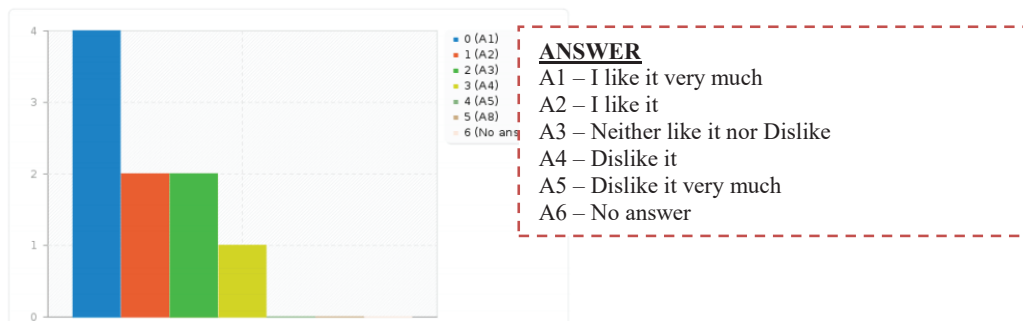 4
3
2
1
0
0 (A1)
1 (A2)
2 (A3)
3 (A4)
4 (A5)
5 (A8)
6 (No ans
ANSWER
A1 – I like it very much
A2 – I like it
A3 – Neither like it nor Dislike
A4 – Dislike it
A5 – Dislike it very much
A6 – No answer